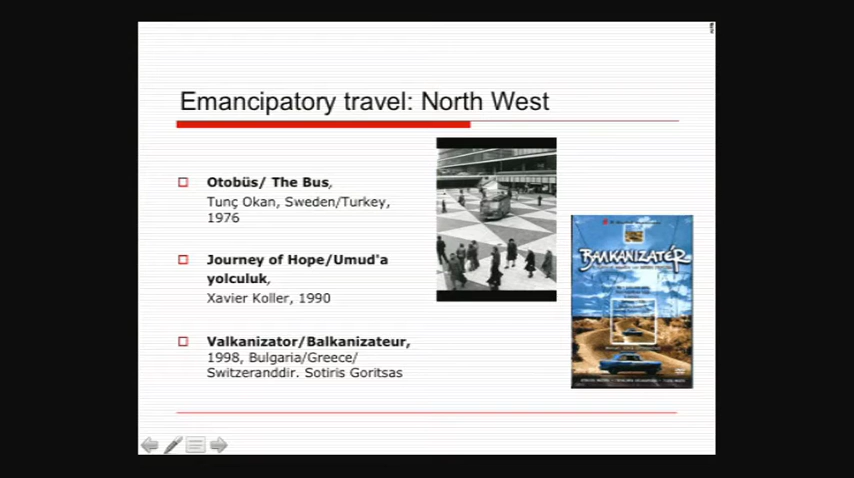 Emancipatory travel: North West
Otobüs/ The Bus,
Tunç Okan, Sweden/Turkey,
1976
Journey of Hope/Umud'a
yolculuk,
Xavier Koller, 1990
Valkanizator/Balkanizateur,
1998, Bulgaria/Greece/
Switzeranddir. Sotiris Goritsas
ΒΑΛΚΑΝΙΖΑΤΕΡ